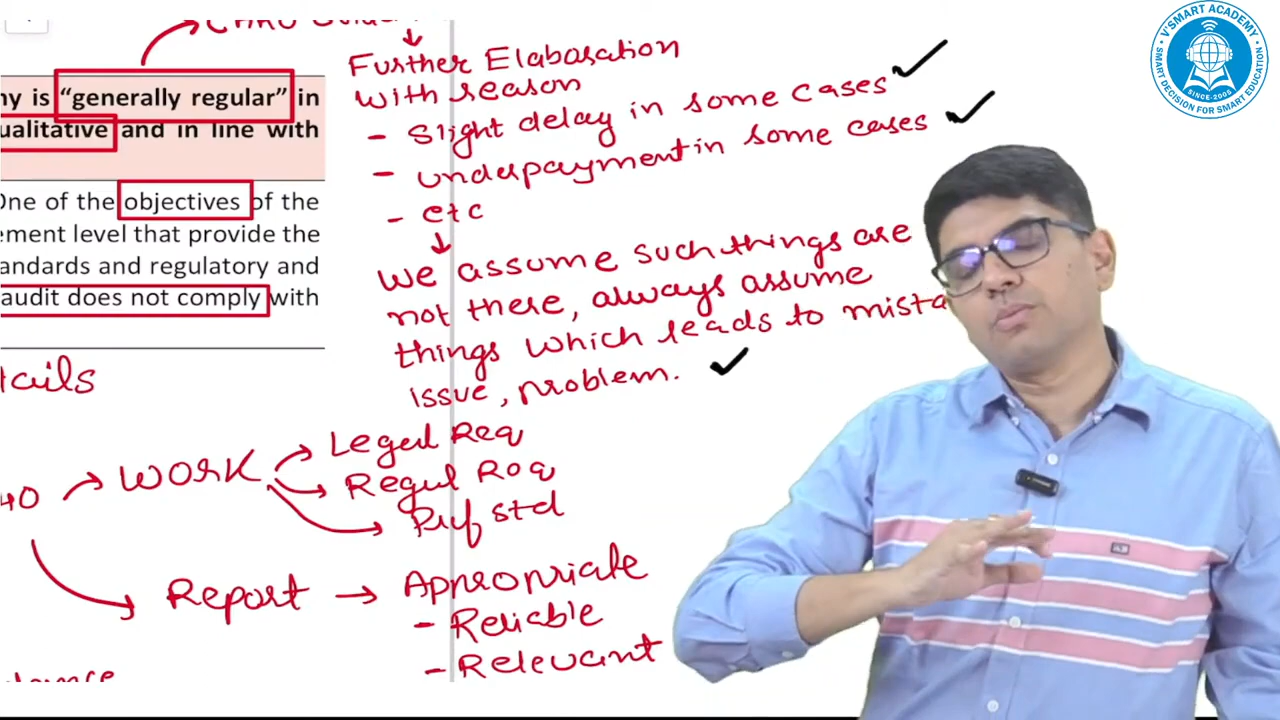 Further Elaboration
with reason
- Slight delay in some cases
- underpayment in some cases
- etc
We assume such things are
not there, always assume
things which leads to mista
issue, problem.
ny is “generally regular” in
ualitative and in line with
One of the objectives of the
ement level that provide the
andards and regulatory and
audit does not comply with
tails
WORK
Legal Req
Regul Req
Prof std
Report → Appropriate
- Reliable
- Relevant
V'SMART ACADEMY
SMART DECISION FOR SMART EDUCATION
SINCE-2005